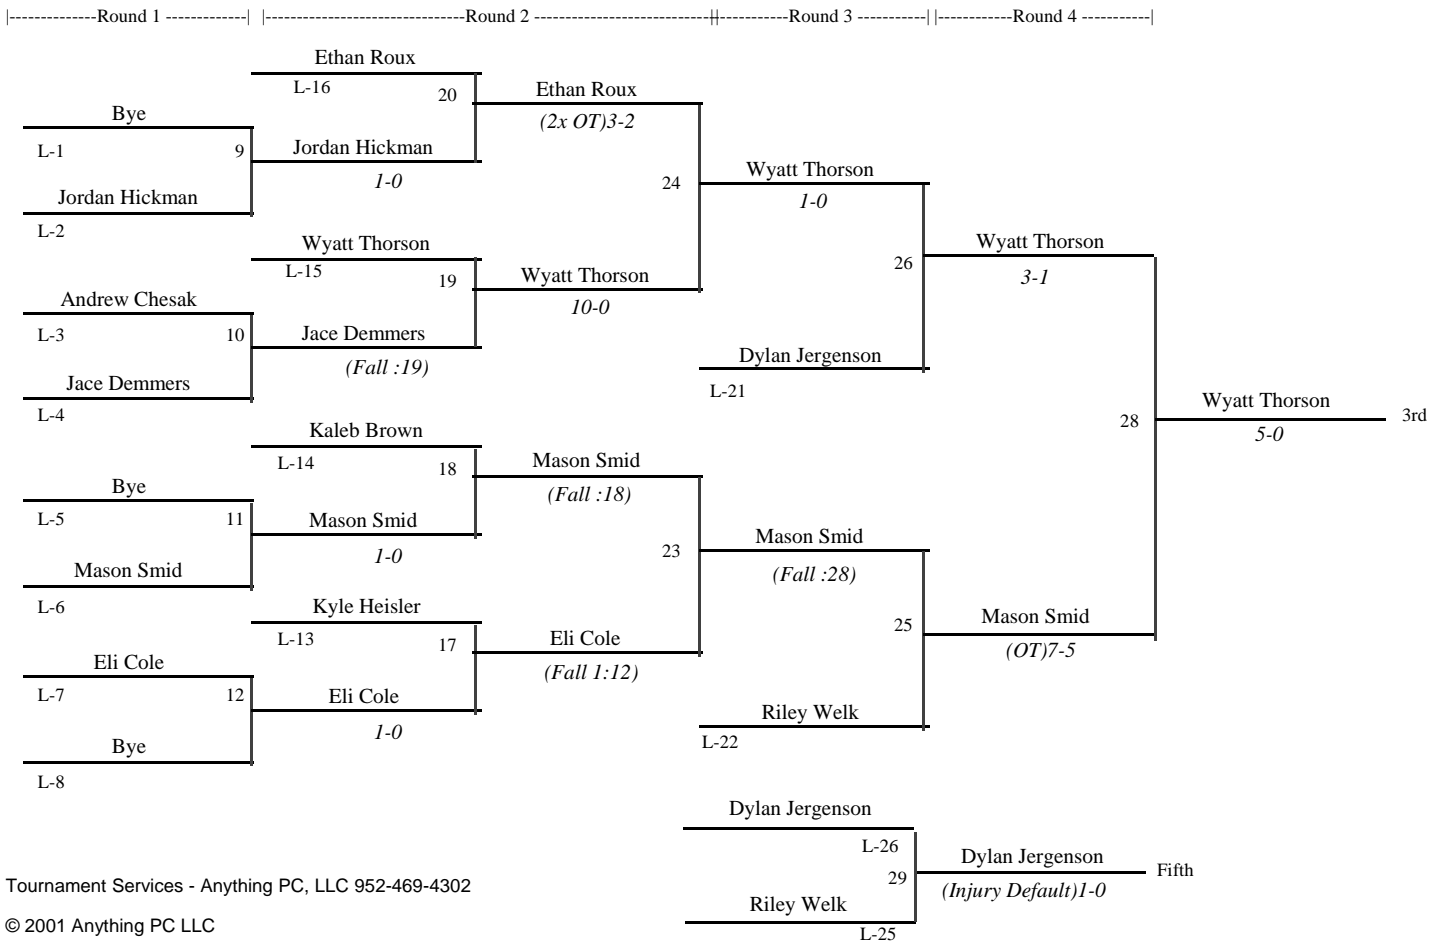 |-------------Round 1 -------------| |--------------------------------Round 2 ----------------------------||-----------Round 3 -----------| |------------Round 4 -----------|
Ethan Roux
L-16
20
Ethan Roux
(2x OT)3-2
Bye
L-1
9
Jordan Hickman
1-0
Jordan Hickman
L-2
24
Wyatt Thorson
1-0
Wyatt Thorson
L-15
19
Wyatt Thorson
10-0
Andrew Chesak
L-3
10
Jace Demmers
(Fall :19)
Jace Demmers
L-4
26
Wyatt Thorson
3-1
Dylan Jergenson
L-21
Kaleb Brown
L-14
18
Mason Smid
(Fall :18)
Bye
L-5
11
Mason Smid
1-0
Mason Smid
L-6
28
Wyatt Thorson
5-0
3rd
23
Mason Smid
(Fall :28)
Kyle Heisler
L-13
17
Eli Cole
(Fall 1:12)
Eli Cole
L-7
12
Eli Cole
1-0
Bye
L-8
25
Mason Smid
(OT)7-5
Riley Welk
L-22
Dylan Jergenson
L-26
29
Dylan Jergenson
(Injury Default)1-0
Fifth
Riley Welk
L-25
Tournament Services - Anything PC, LLC 952-469-4302
© 2001 Anything PC LLC